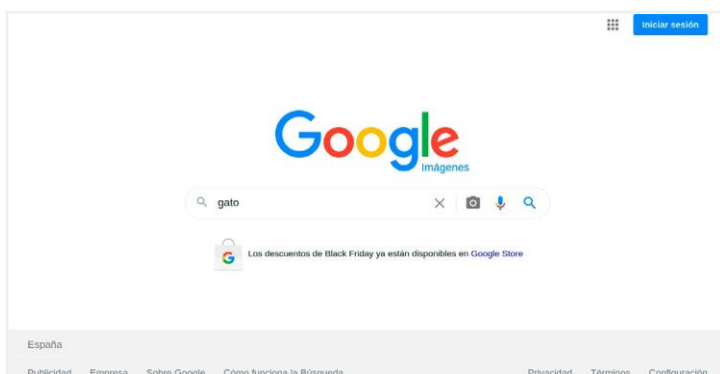 Iniciar sesión
Google
Imágenes
gato
Los descuentos de Black Friday ya están disponibles en Google Store
España
Publicidad Empresa Sobre Google Cómo funciona la Búsqueda Privacidad Términos Configuración